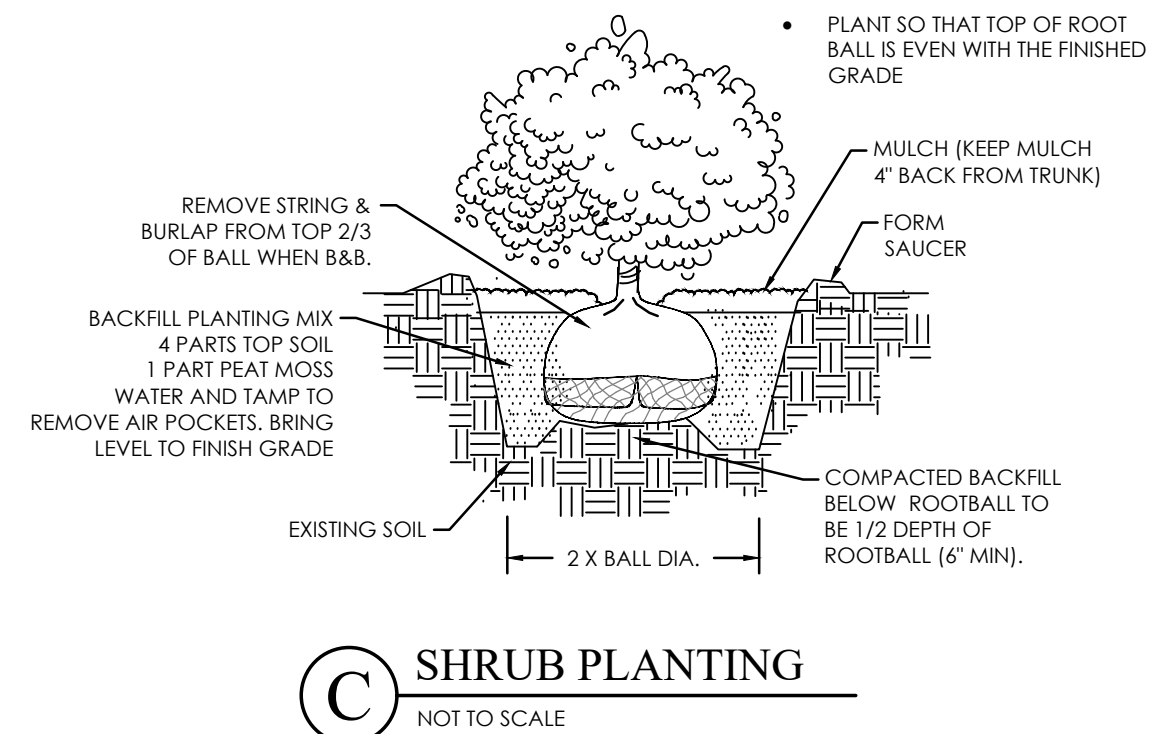 • PLANT SO THAT TOP OF ROOT
BALL IS EVEN WITH THE FINISHED
GRADE
MULCH (KEEP MULCH
4" BACK FROM TRUNK)
FORM
SAUCER
REMOVE STRING &
BURLAP FROM TOP 2/3
OF BALL WHEN B&B.
BACKFILL PLANTING MIX
4 PARTS TOP SOIL
1 PART PEAT MOSS
WATER AND TAMP TO
REMOVE AIR POCKETS. BRING
LEVEL TO FINISH GRADE
COMPACTED BACKFILL
BELOW ROOTBALL TO
BE 1/2 DEPTH OF
ROOTBALL (6" MIN).
EXISTING SOIL
2 X BALL DIA.
C
SHRUB PLANTING
NOT TO SCALE